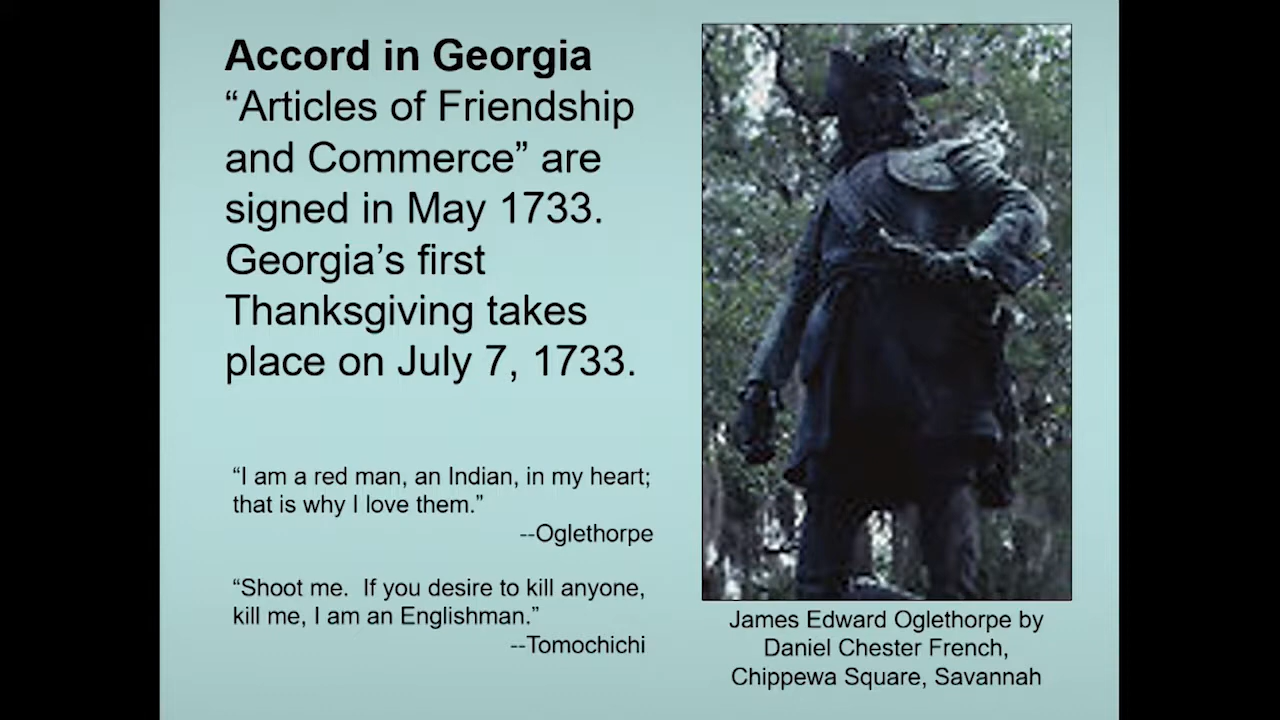 Accord in Georgia
“Articles of Friendship
and Commerce” are
signed in May 1733.
Georgia’s first
Thanksgiving takes
place on July 7, 1733.
“I am a red man, an Indian, in my heart;
that is why I love them.”
--Oglethorpe
“Shoot me.  If you desire to kill anyone,
kill me, I am an Englishman.”
--Tomochichi
James Edward Oglethorpe by
Daniel Chester French,
Chippewa Square, Savannah